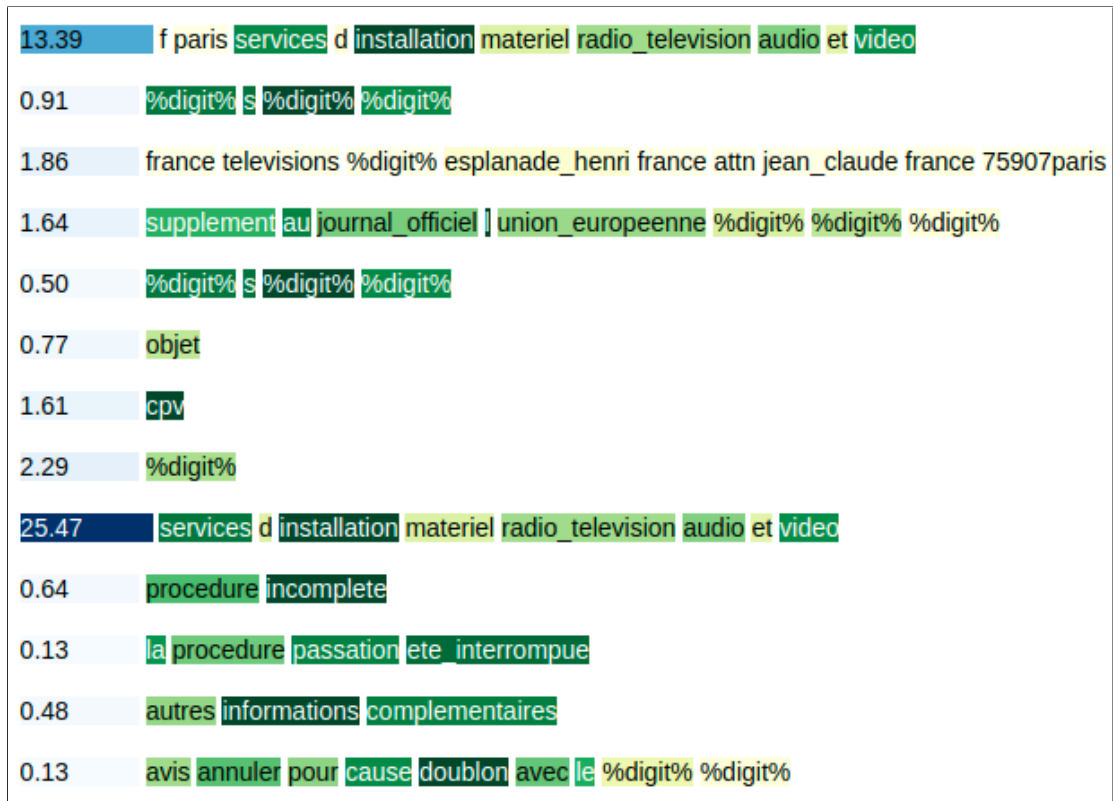 13.39 f paris services d installation materiel radio_television audio et video
0.91 %digit% s %digit% %digit%
1.86 france televisions %digit% esplanade_henri france attn jean_claude france 75907paris
1.64 supplement au journal_officiel l union_europeenne %digit% %digit% %digit%
0.50 %digit% s %digit% %digit%
0.77 objet
1.61 cpv
2.29 %digit%
25.47 services d installation materiel radio_television audio et video
0.64 procedure incomplete
0.13 la procedure passation ete_interrompue
0.48 autres informations complementaires
0.13 avis annuler pour cause doublon avec le %digit% %digit%